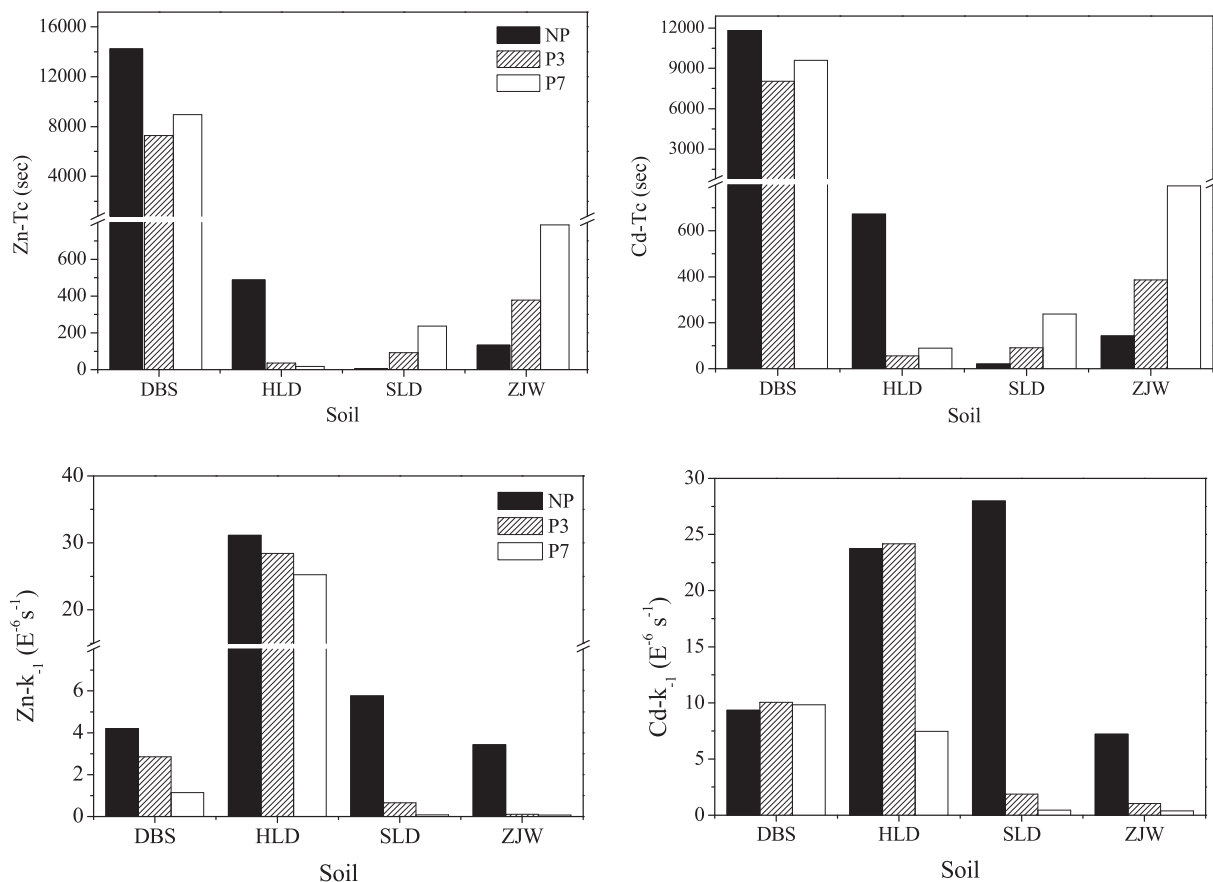 16000
14000
12000
10000
8000
6000
4000
600
400
200
0
Zn-Tc (sec)
NP
P3
P7
DBS HLD SLD ZJW
Soil
12000
9000
6000
3000
600
400
200
0
Cd-Tc (sec)
DBS HLD SLD ZJW
Soil
40
30
20
6
4
2
0
Zn-k₋₁ (E⁻⁶ s⁻¹)
NP
P3
P7
DBS HLD SLD ZJW
Soil
30
25
20
15
10
5
0
Cd-k₋₁ (E⁻⁶ s⁻¹)
DBS HLD SLD ZJW
Soil